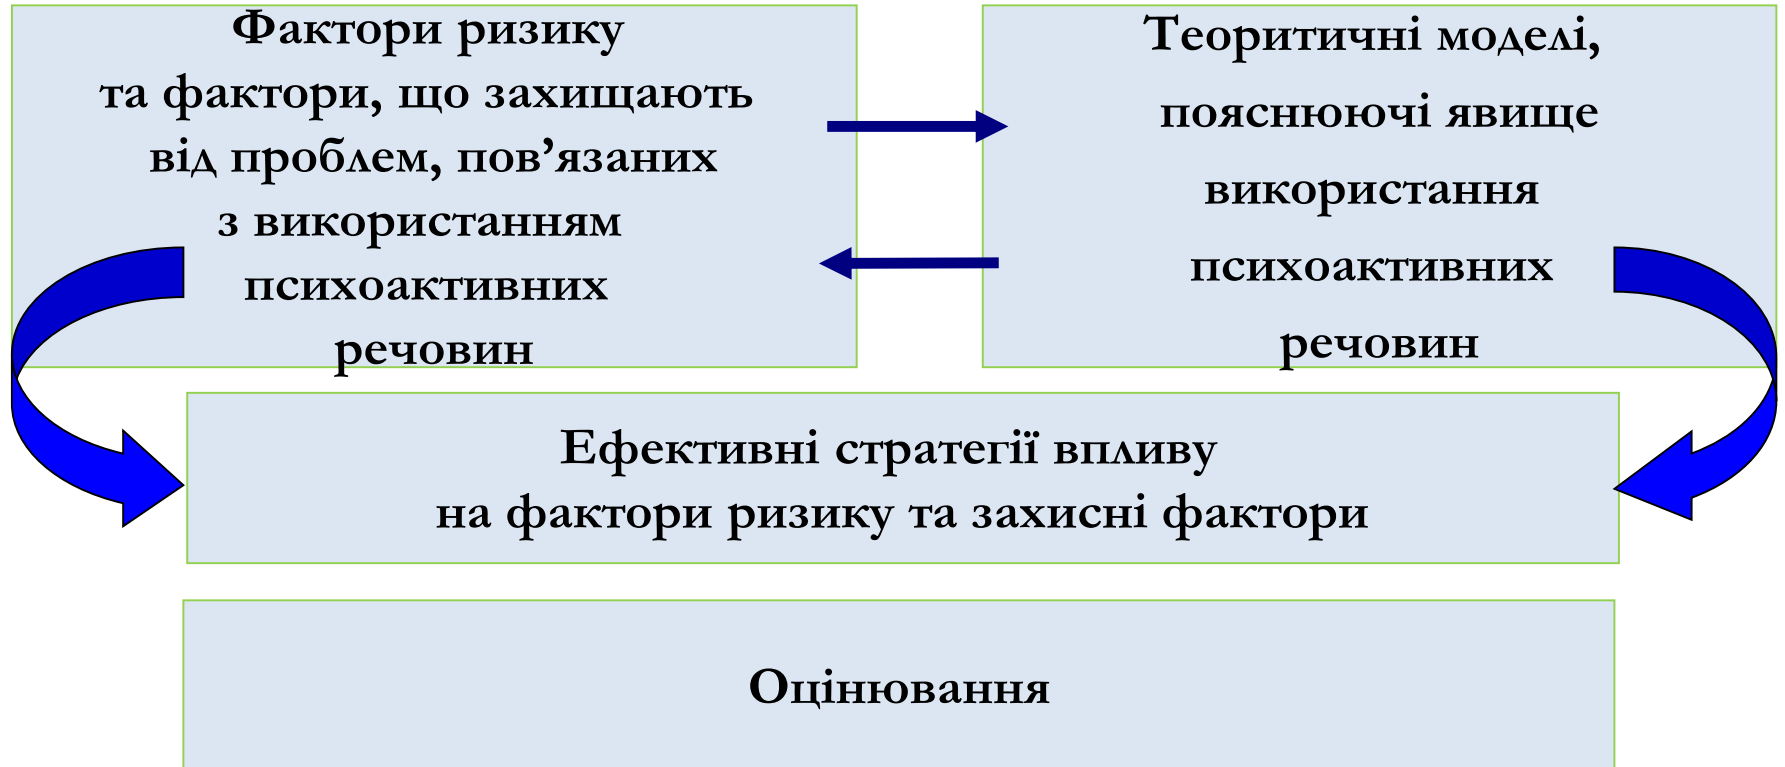 Фактори ризику
та фактори, що захищають
від проблем, пов’язаних
з використанням
психоактивних
речовин
Теоритичні моделі,
пояснюючі явище
використання
психоактивних
речовин
Ефективні стратегії впливу
на фактори ризику та захисні фактори
Оцінювання